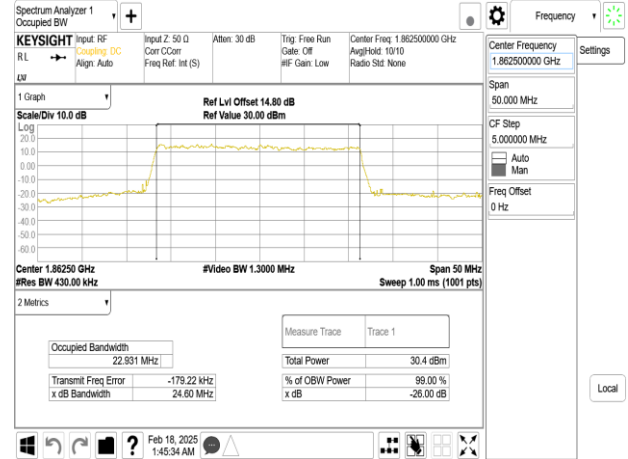 Spectrum Analyzer 1
Occupied BW
Frequency
KEYSIGHT
RL
LXI
Input: RF
Coupling: DC
Align: Auto
Input Z: 50 Ω
Corr CCorr
Freq Ref: Int (S)
Atten: 30 dB
Trig: Free Run
Gate: Off
#IF Gain: Low
Center Freq: 1.862500000 GHz
Avg|Hold: 10/10
Radio Std: None
Center Frequency
1.862500000 GHz
Settings
Span
50.000 MHz
CF Step
5.000000 MHz
Auto
Man
Freq Offset
0 Hz
Local
1 Graph
Scale/Div 10.0 dB
Ref Lvl Offset 14.80 dB
Ref Value 30.00 dBm
Log
20.0
10.0
0.00
-10.0
-20.0
-30.0
-40.0
-50.0
-60.0
Center 1.86250 GHz
#Video BW 1.3000 MHz
Span 50 MHz
#Res BW 430.00 kHz
Sweep 1.00 ms (1001 pts)
2 Metrics
Measure Trace Trace 1
Occupied Bandwidth
22.931 MHz
Total Power 30.4 dBm
Transmit Freq Error -179.22 kHz
% of OBW Power 99.00 %
x dB Bandwidth 24.60 MHz
x dB -26.00 dB
?
Feb 18, 2025
1:45:34 AM